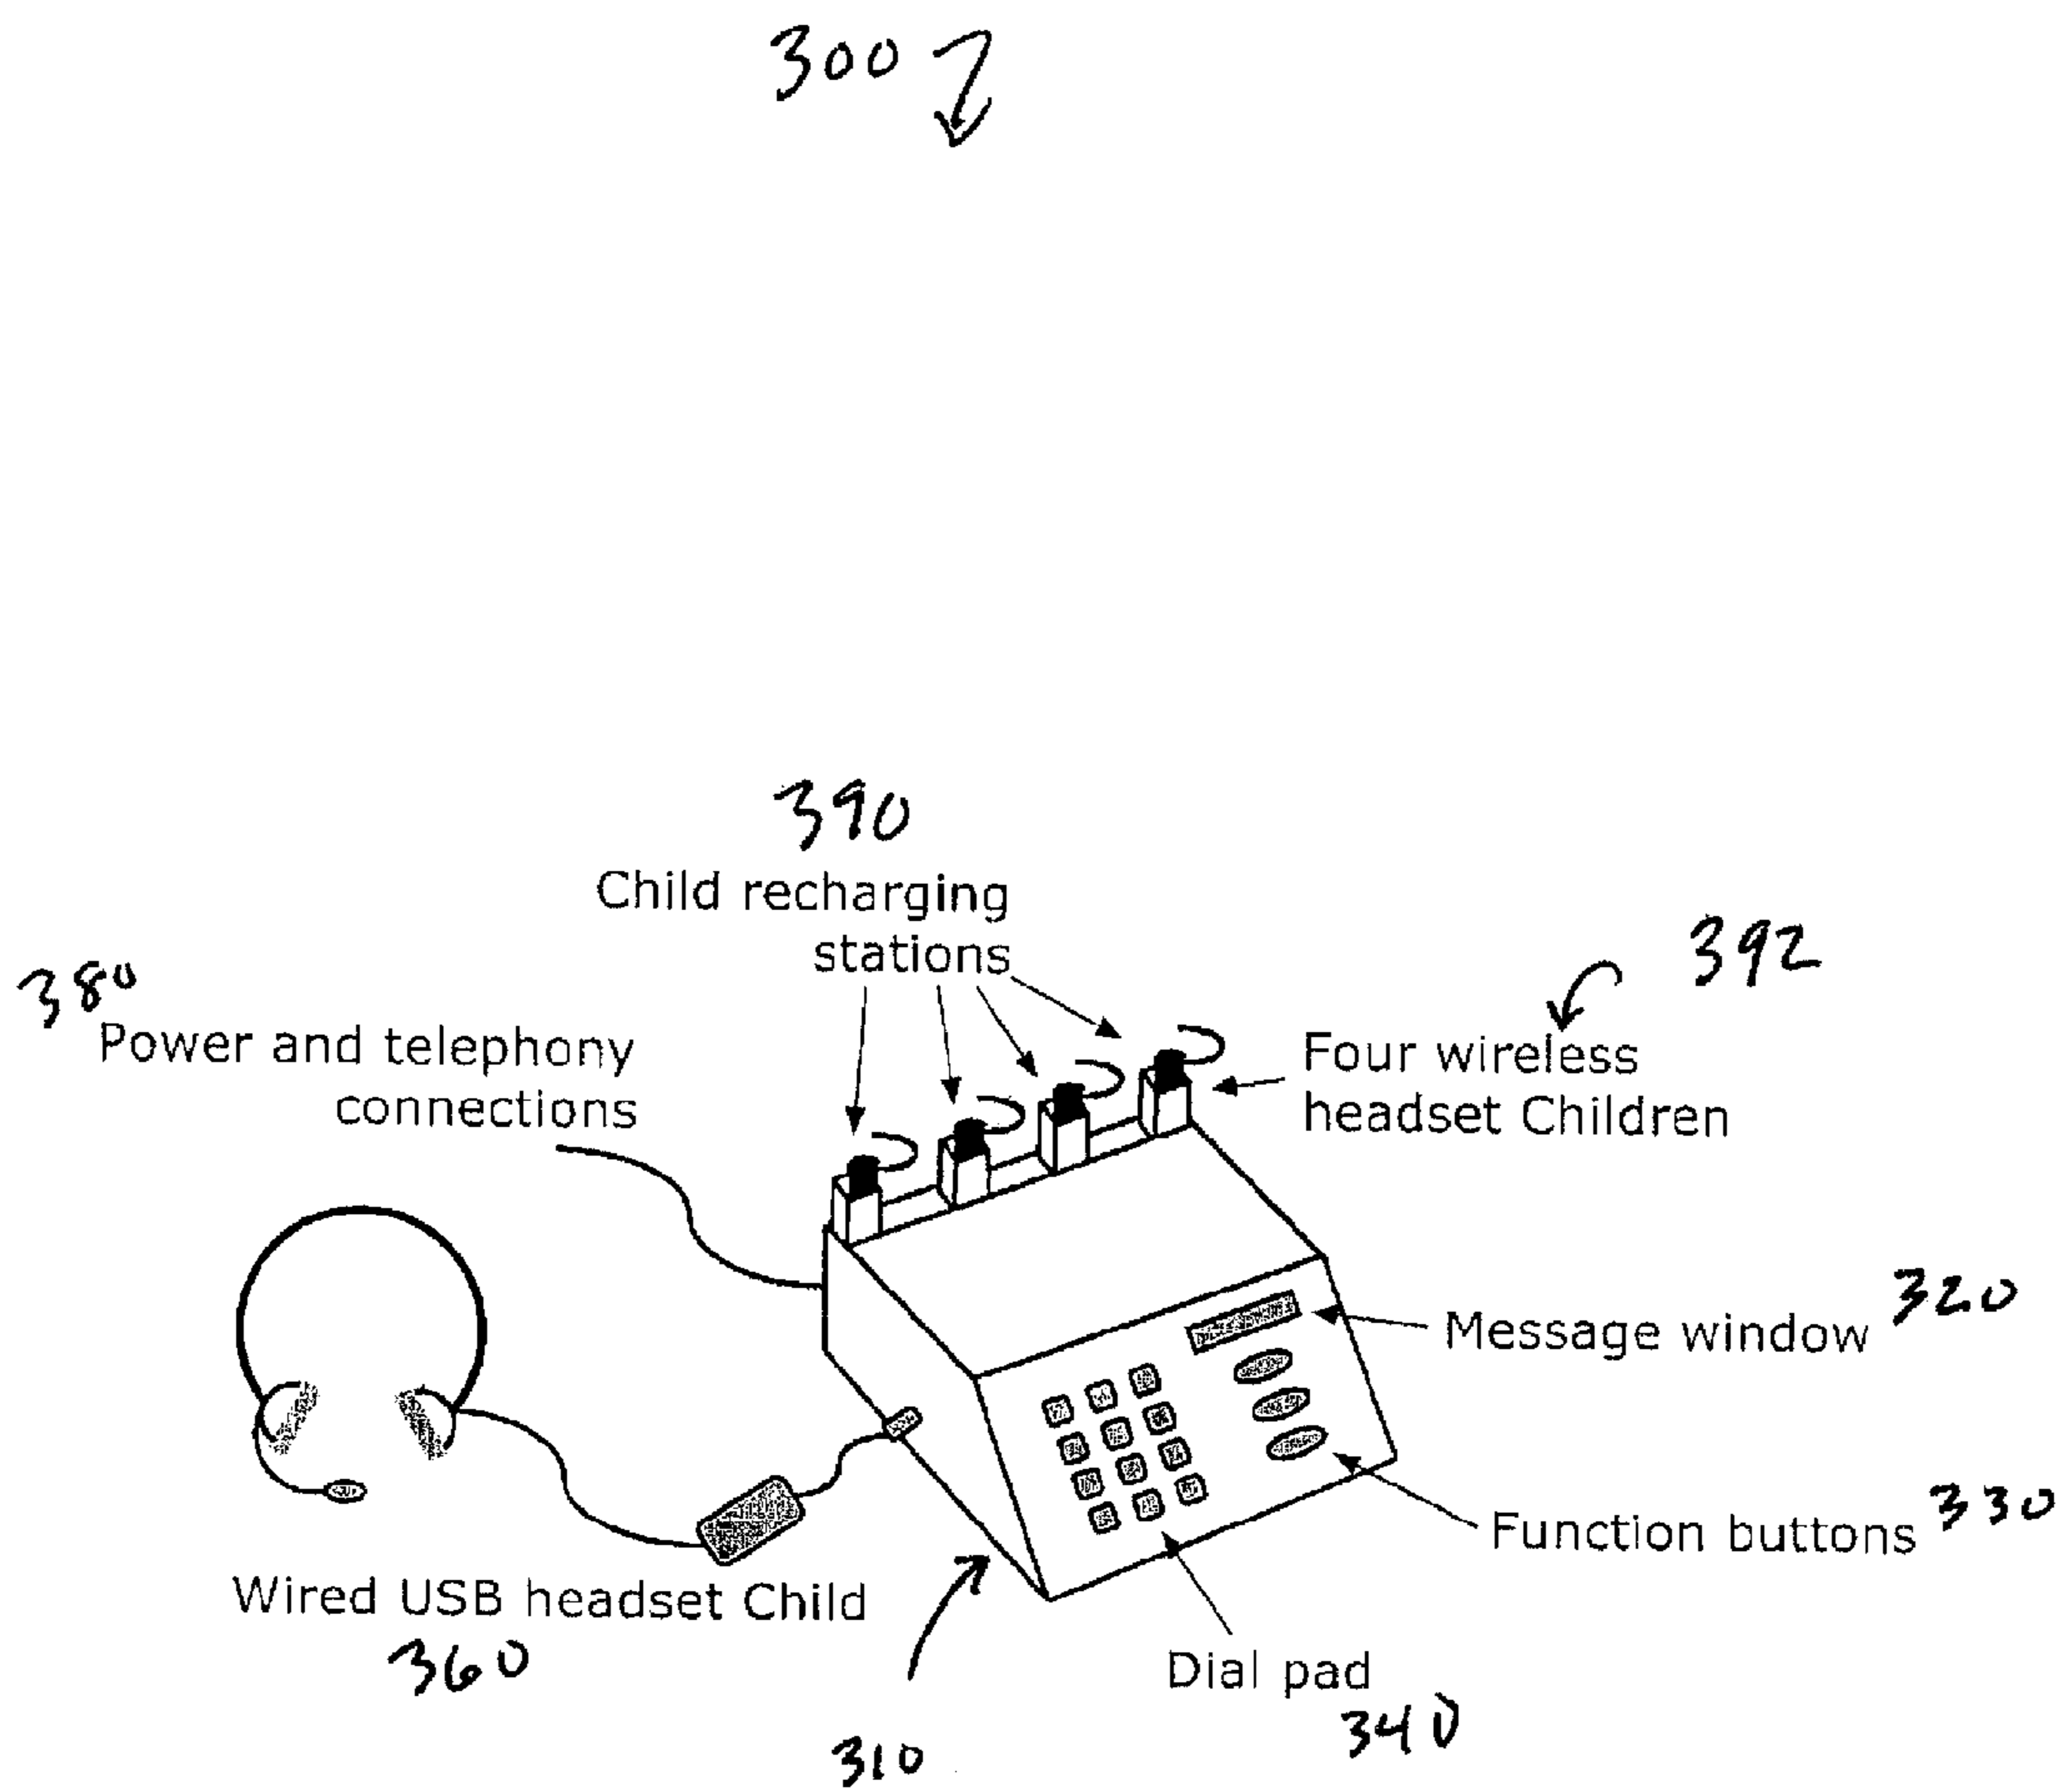 300
390
Child recharging
stations
392
380
Power and telephony
connections
Four wireless
headset Children
320
Message window
330
Function buttons
Wired USB headset Child
360
Dial pad
340
310